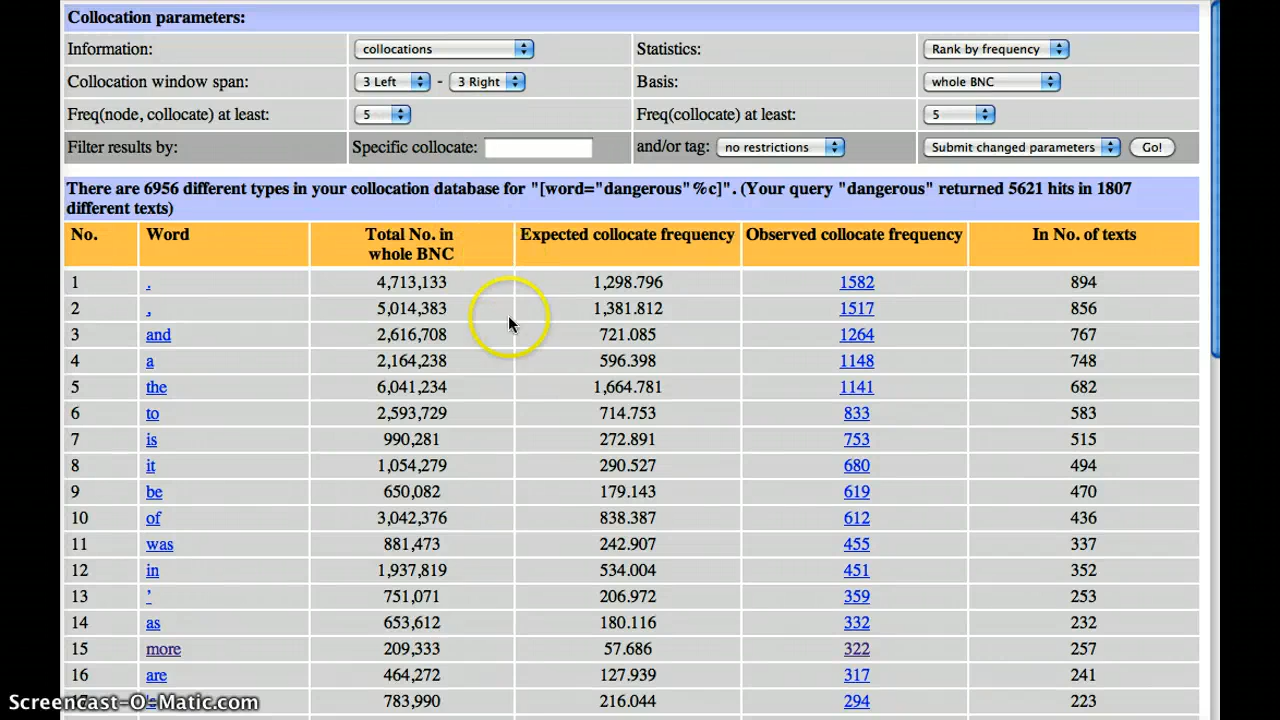 Collocation parameters:
Information: collocations Statistics: Rank by frequency
Collocation window span: 3 Left - 3 Right Basis: whole BNC
Freq(node, collocate) at least: 5 Freq(collocate) at least: 5
Filter results by: Specific collocate: and/or tag: no restrictions Submit changed parameters Go!
There are 6956 different types in your collocation database for "[word="dangerous"%c]". (Your query "dangerous" returned 5621 hits in 1807
different texts)
No. Word Total No. in whole BNC Expected collocate frequency Observed collocate frequency In No. of texts
1 . 4,713,133 1,298.796 1582 894
2 , 5,014,383 1,381.812 1517 856
3 and 2,616,708 721.085 1264 767
4 a 2,164,238 596.398 1148 748
5 the 6,041,234 1,664.781 1141 682
6 to 2,593,729 714.753 833 583
7 is 990,281 272.891 753 515
8 it 1,054,279 290.527 680 494
9 be 650,082 179.143 619 470
10 of 3,042,376 838.387 612 436
11 was 881,473 242.907 455 337
12 in 1,937,819 534.004 451 352
13 ' 751,071 206.972 359 253
14 as 653,612 180.116 332 232
15 more 209,333 57.686 322 257
16 are 464,272 127.939 317 241
783,990 216.044 294 223
Screencast-O-Matic.com